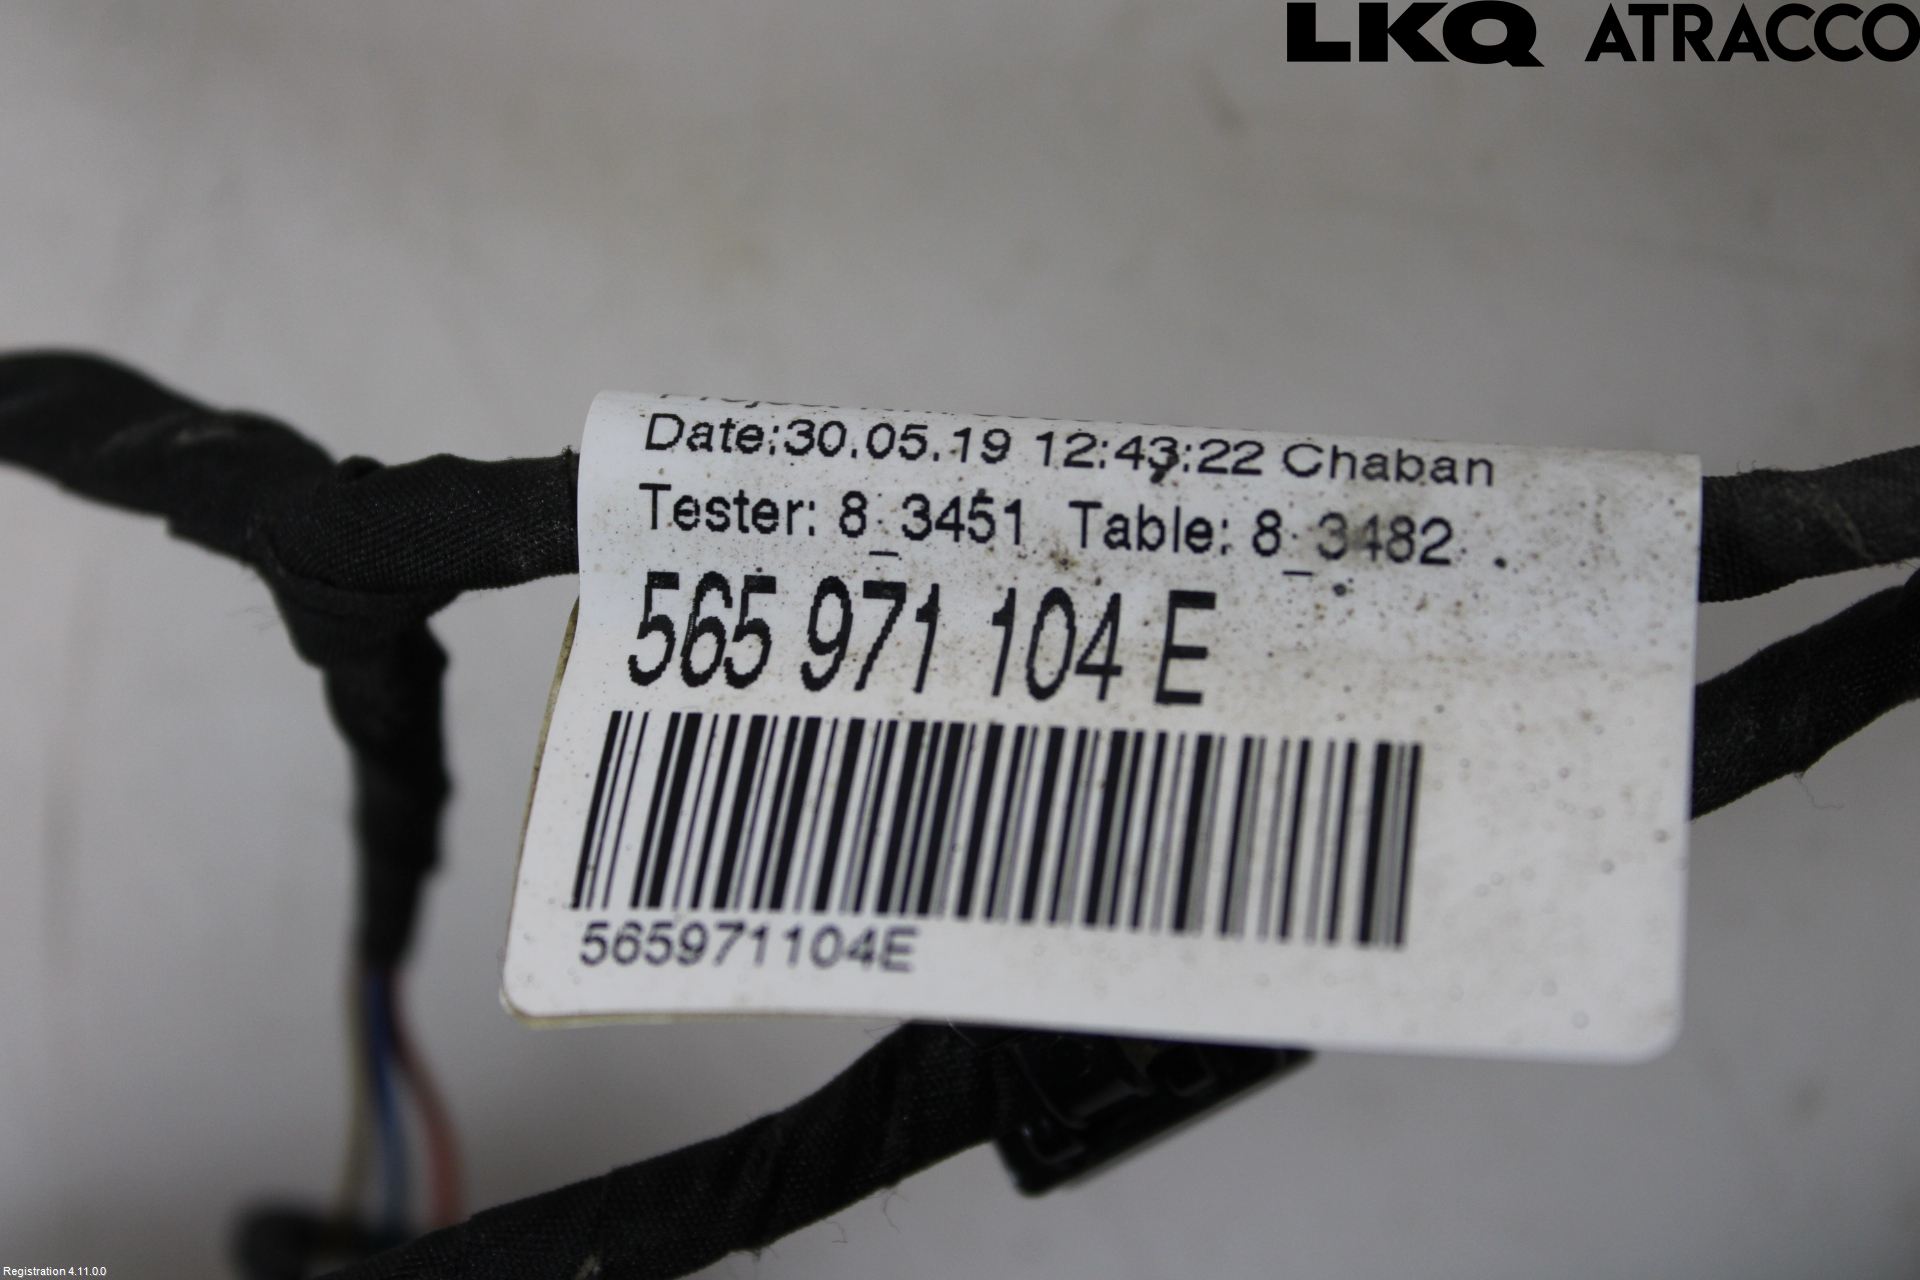 LKQ ATRACCO
Date:30.05.19 12:43:22 Chaban
Tester: 8_3451 Table: 8_3482
565 971 104 E
565971104E
Registration 4.11.0.0